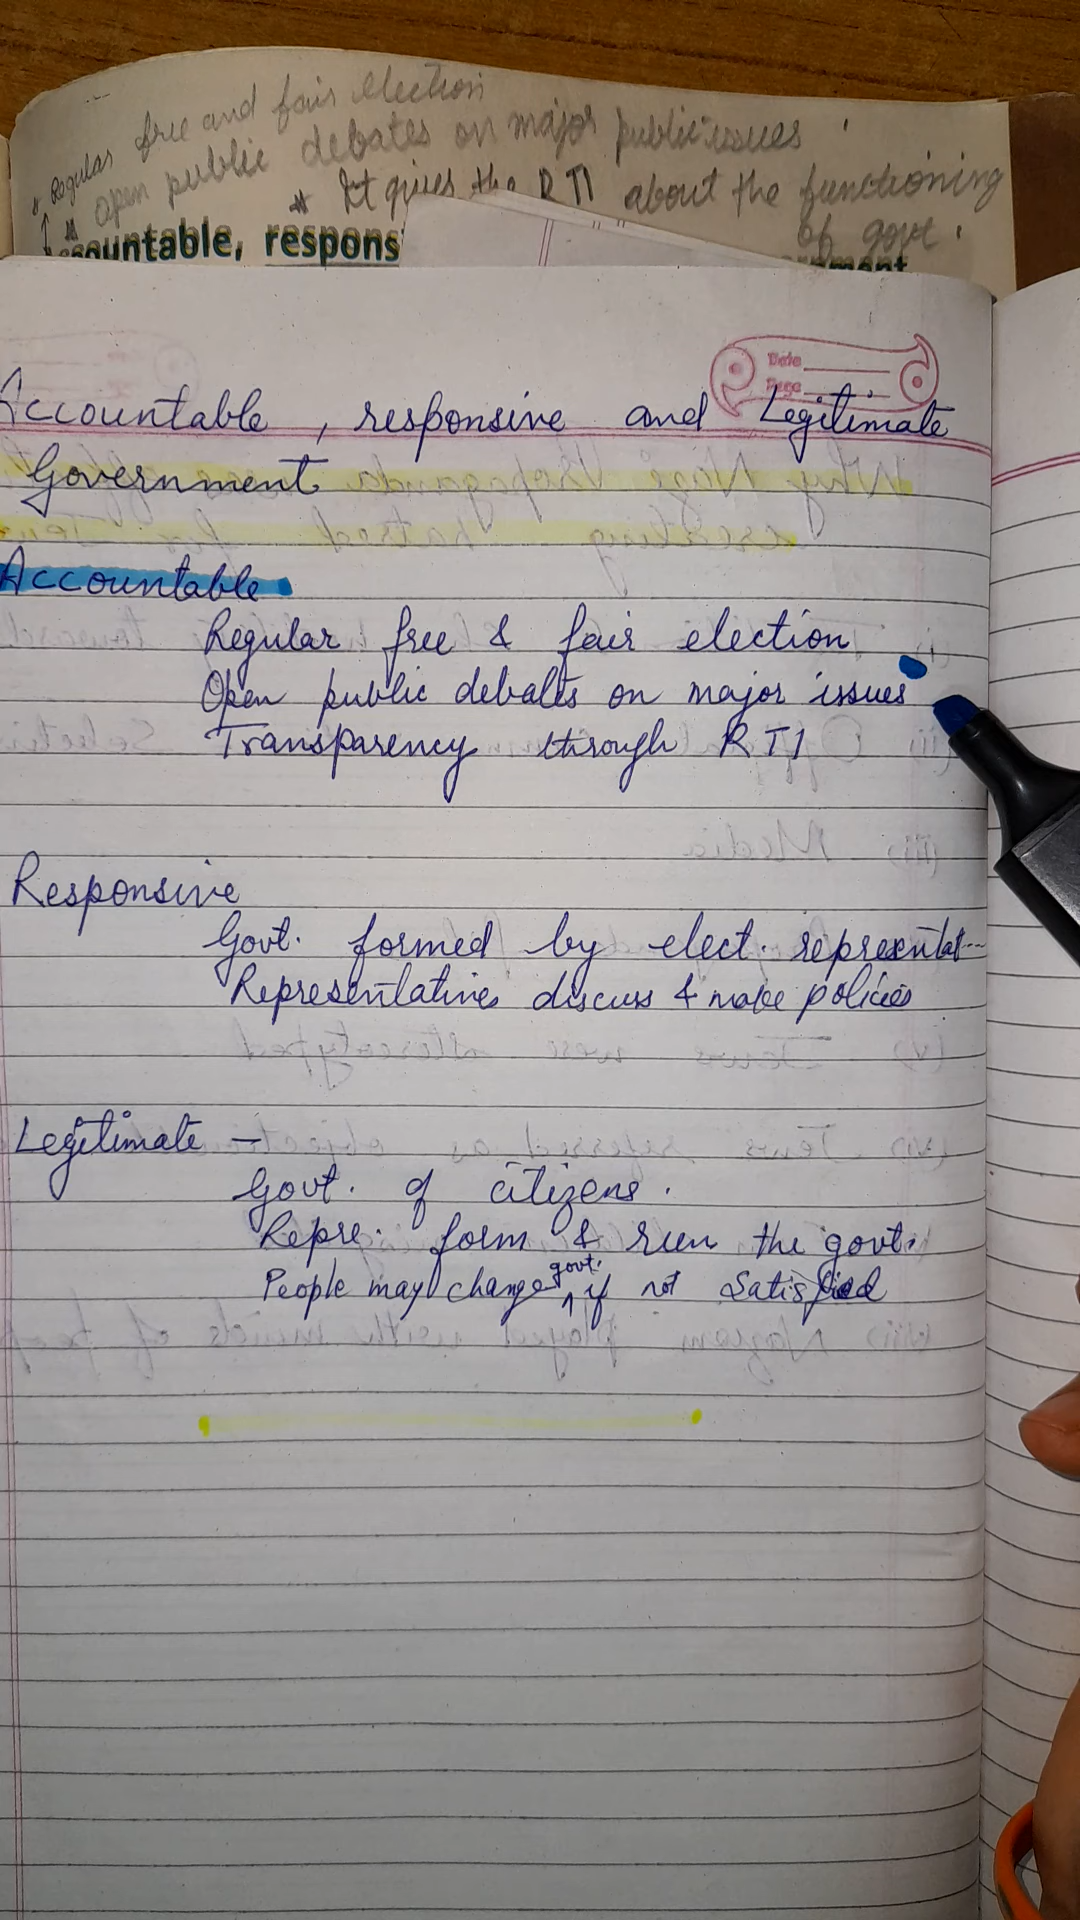 * Regular free and fair election
# open public debates on major public issues
# It gives the RTI about the functioning
of govt.
countable, respons
Date
Page
Accountable, responsive and Legitimate
Government
Accountable
Regular free & fair election
Open public debates on major issues
Transparency through RTI
Responsive
Govt. formed by elect. representat...
Representatives discuss & make policies
Legitimate —
Govt. of citizens.
Repre. form & run the govt.
People may change govt. if not Satisfied